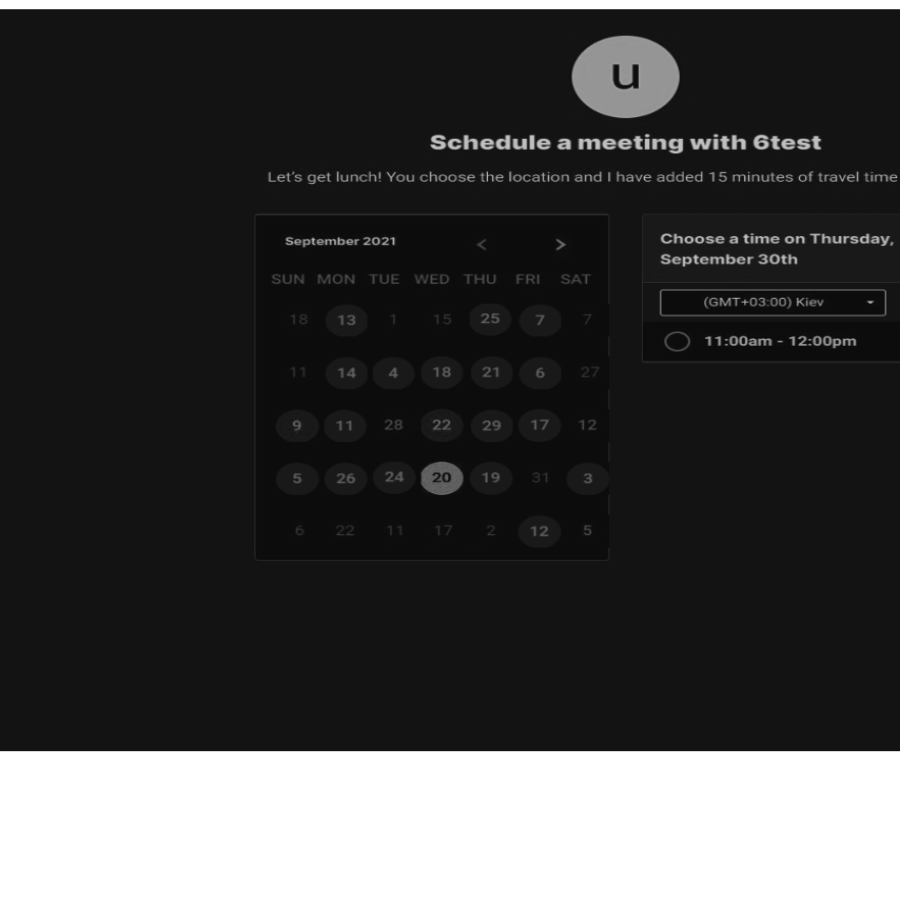 u
Schedule a meeting with 6test
Let's get lunch! You choose the location and I have added 15 minutes of travel time
September 2021
SUN MON TUE WED THU FRI SAT
18 13 1 15 25 7 7
11 14 4 18 21 6 27
9 11 28 22 29 17 12
5 26 24 20 19 31 3
6 22 11 17 2 12 5
Choose a time on Thursday,
September 30th
(GMT+03:00) Kiev
11:00am - 12:00pm